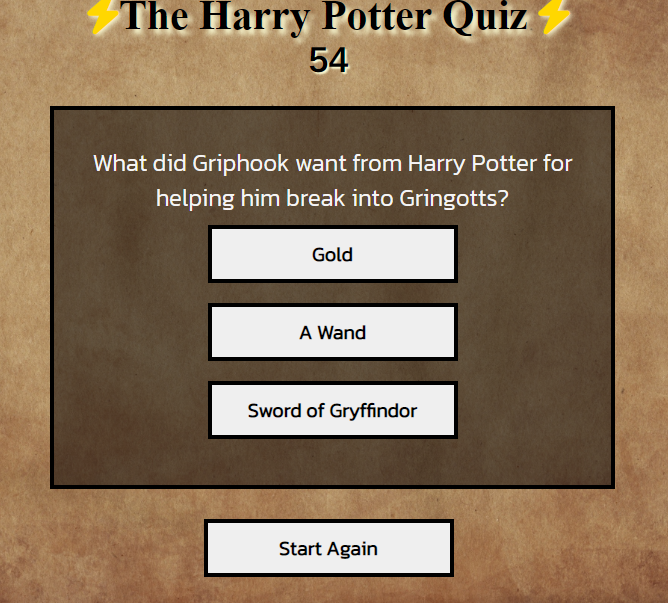 ⚡The Harry Potter Quiz⚡
54
What did Griphook want from Harry Potter for
helping him break into Gringotts?
Gold
A Wand
Sword of Gryffindor
Start Again